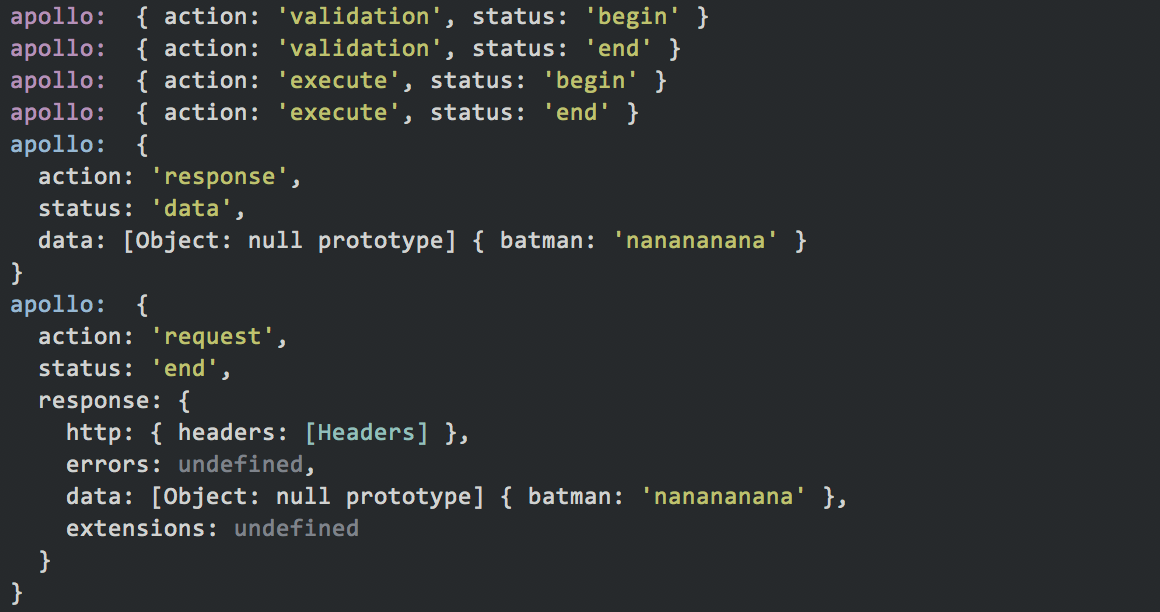 apollo:  { action: 'validation', status: 'begin' }
apollo:  { action: 'validation', status: 'end' }
apollo:  { action: 'execute', status: 'begin' }
apollo:  { action: 'execute', status: 'end' }
apollo:  {
  action: 'response',
  status: 'data',
  data: [Object: null prototype] { batman: 'nanananana' }
}
apollo:  {
  action: 'request',
  status: 'end',
  response: {
    http: { headers: [Headers] },
    errors: undefined,
    data: [Object: null prototype] { batman: 'nanananana' },
    extensions: undefined
  }
}